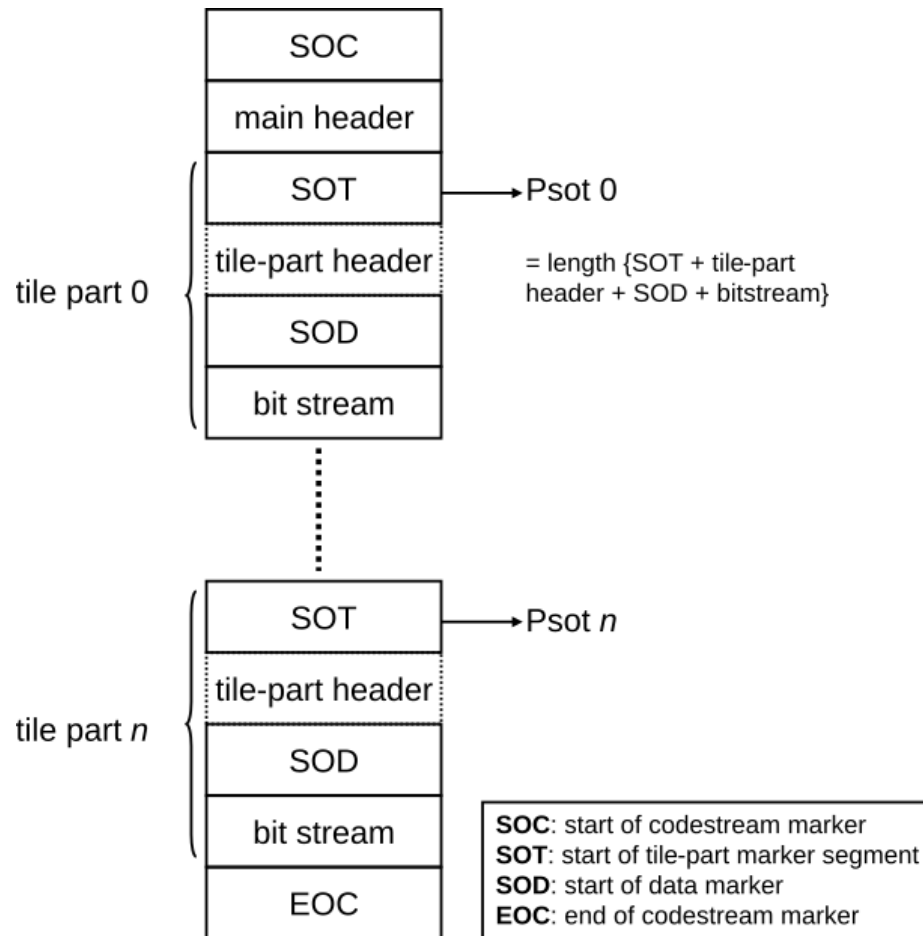 SOC
main header
SOT
Psot 0
tile-part header
= length {SOT + tile-part
header + SOD + bitstream}
tile part 0
SOD
bit stream
SOT
Psot n
tile-part header
tile part n
SOD
bit stream
EOC
SOC: start of codestream marker
SOT: start of tile-part marker segment
SOD: start of data marker
EOC: end of codestream marker